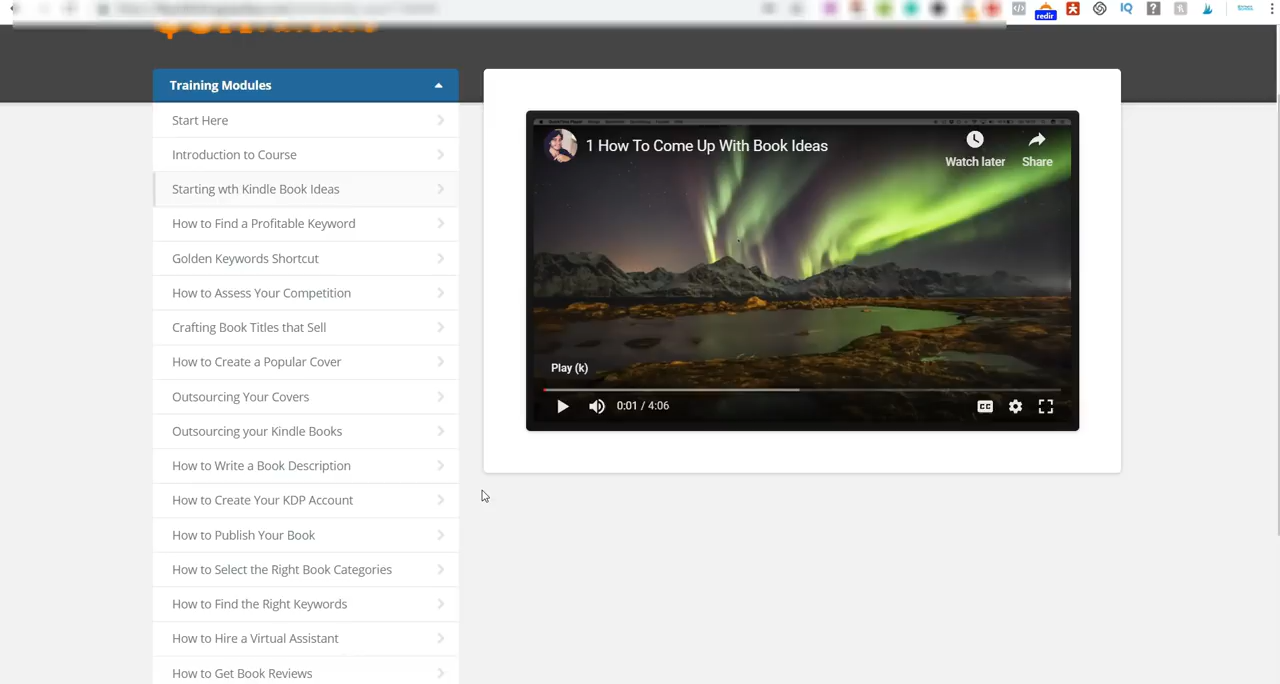 redir
IQ
?
Training Modules
Start Here
Introduction to Course
Starting wth Kindle Book Ideas
How to Find a Profitable Keyword
Golden Keywords Shortcut
How to Assess Your Competition
Crafting Book Titles that Sell
How to Create a Popular Cover
Outsourcing Your Covers
Outsourcing your Kindle Books
How to Write a Book Description
How to Create Your KDP Account
How to Publish Your Book
How to Select the Right Book Categories
How to Find the Right Keywords
How to Hire a Virtual Assistant
How to Get Book Reviews
1 How To Come Up With Book Ideas
Watch later
Share
Play (k)
0:01 / 4:06
CC